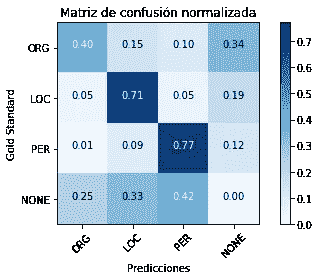 Matriz de confusión normalizada
ORG 0.40 0.15 0.10 0.34
LOC 0.05 0.71 0.05 0.19
PER 0.01 0.09 0.77 0.12
NONE 0.25 0.33 0.42 0.00
ORG LOC PER NONE
Gold Standard
Predicciones
0.7
0.6
0.5
0.4
0.3
0.2
0.1
0.0